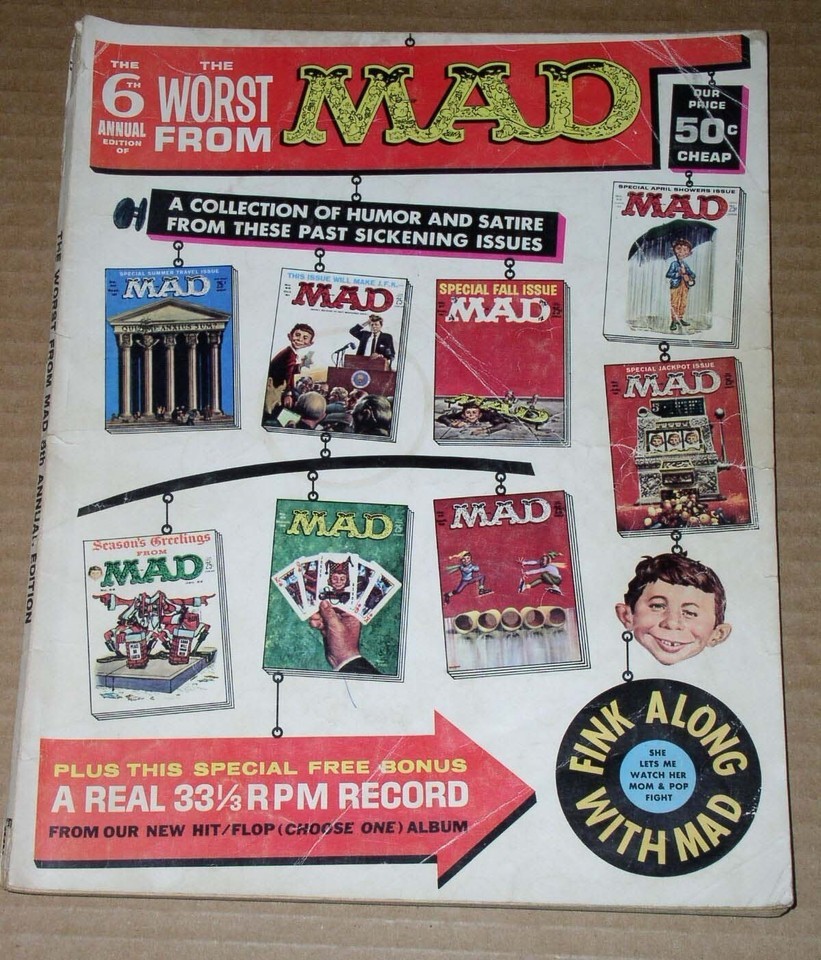 THE
6TH
ANNUAL
EDITION
OF
THE
WORST
FROM
MAD
OUR
PRICE
50c
CHEAP
A COLLECTION OF HUMOR AND SATIRE
FROM THESE PAST SICKENING ISSUES
SPECIAL APRIL SHOWERS ISSUE
MAD
SPECIAL SUMMER TRAVEL ISSUE
MAD
25¢
THIS ISSUE WILL MAKE J.F.K.—
MAD
SPECIAL FALL ISSUE
MAD
SPECIAL JACKPOT ISSUE
MAD
Season's Greetings
FROM
MAD
MAD
MAD
PLUS THIS SPECIAL FREE BONUS
A REAL 33⅓ RPM RECORD
FROM OUR NEW HIT/FLOP (CHOOSE ONE) ALBUM
FINK ALONG
WITH MAD
SHE
LETS ME
WATCH HER
MOM & POP
FIGHT
THE WORST FROM MAD 6th ANNUAL EDITION